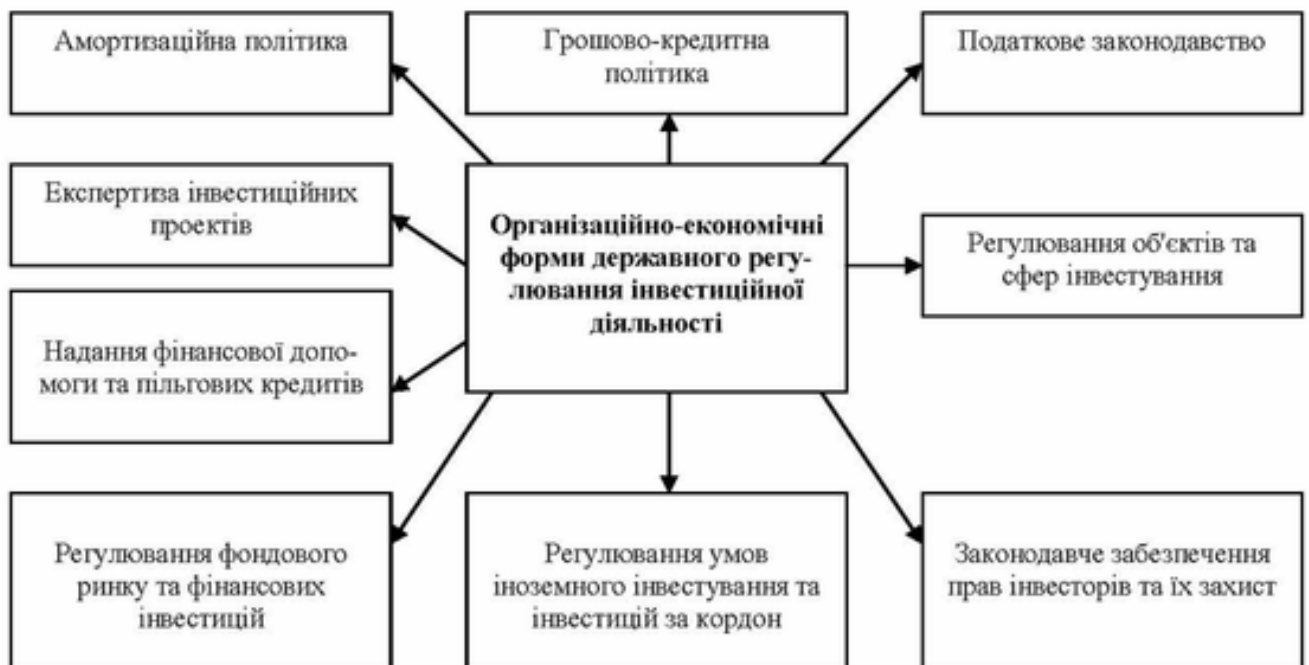 Амортизаційна політика
Грошово-кредитна
політика
Податкове законодавство
Експертиза інвестиційних
проектів
Організаційно-економічні
форми державного регу-
лювання інвестиційної
діяльності
Регулювання об'єктів та
сфер інвестування
Надання фінансової допо-
моги та пільгових кредитів
Регулювання фондового
ринку та фінансових
інвестицій
Регулювання умов
іноземного інвестування та
інвестицій за кордон
Законодавче забезпечення
прав інвесторів та їх захист